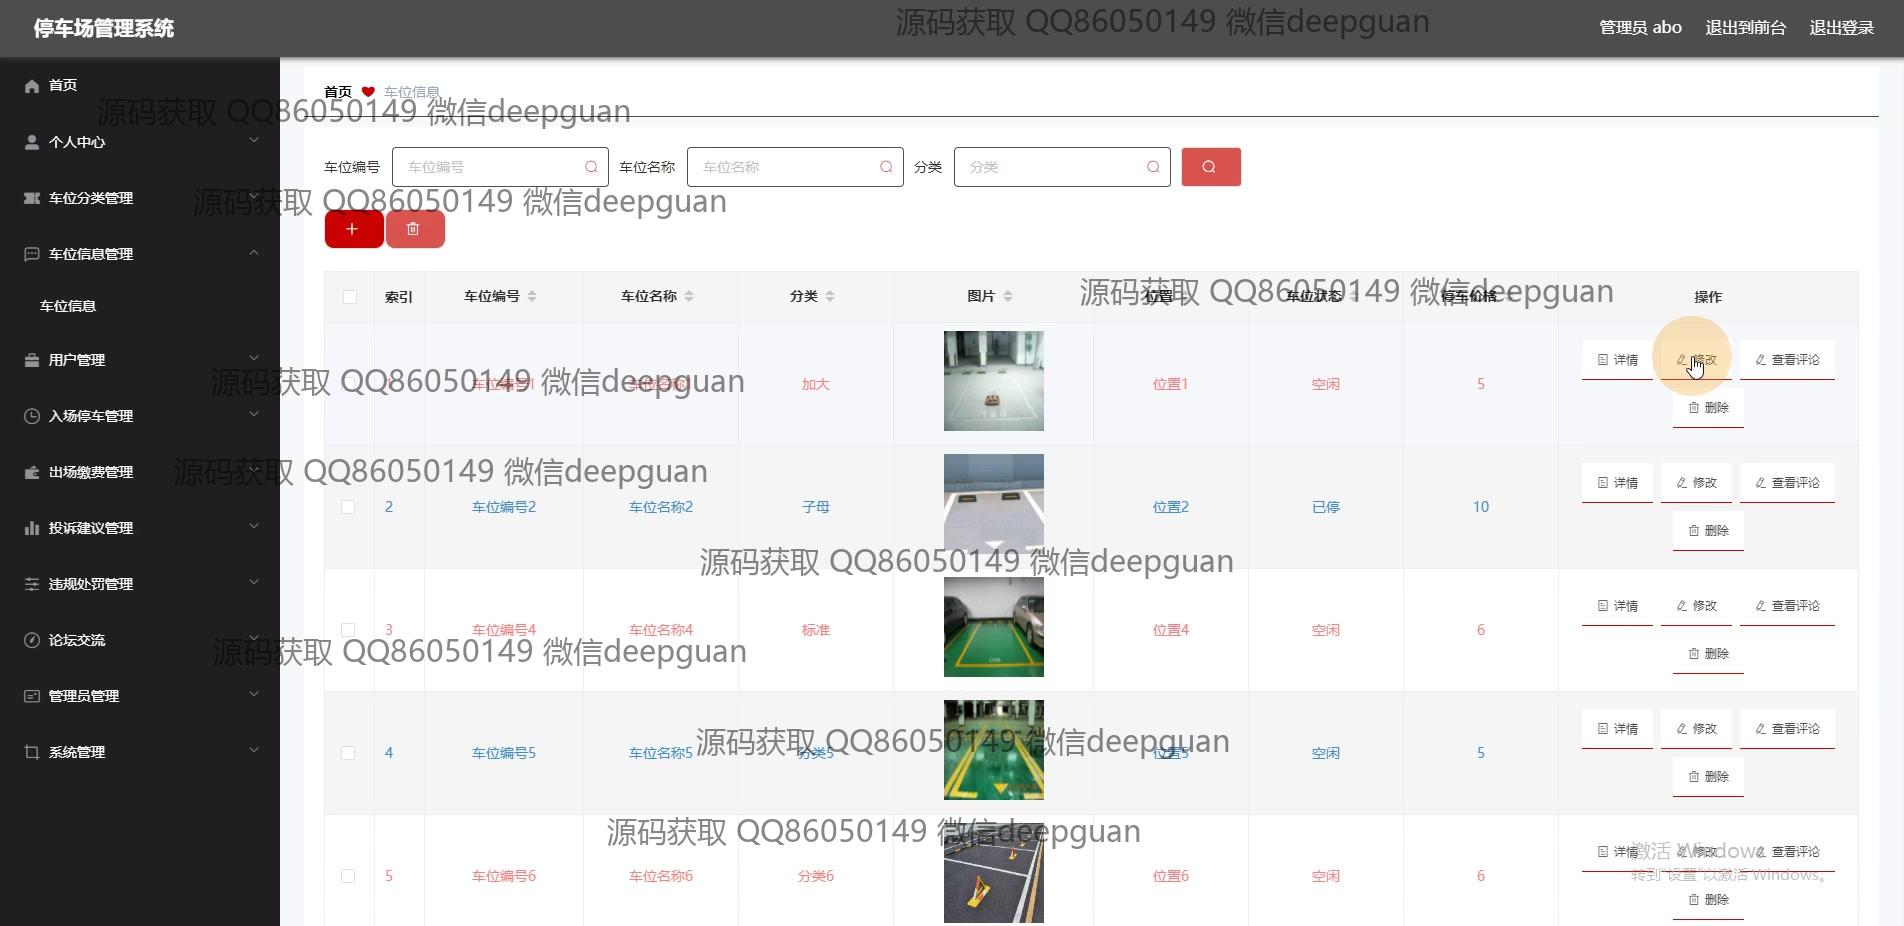 停车场管理系统
源码获取 QQ86050149 微信deepguan
管理员 abo 退出到前台 退出登录
首页
首页 车位信息
源码获取 QQ86050149 微信deepguan
个人中心
车位编号 车位编号 车位名称 车位名称 分类 分类
车位分类管理
源码获取 QQ86050149 微信deepguan
车位信息管理
车位信息
索引 车位编号 车位名称 分类 图片 位置 车位状态 停车价格 操作
源码获取 QQ86050149 微信deepguan
用户管理
详情 修改 查看评论
源码获取 QQ86050149 微信deepguan
1 车位编号1 车位名称1 加大 位置1 空闲 5
删除
入场停车管理
出场缴费管理
源码获取 QQ86050149 微信deepguan
详情 修改 查看评论
2 车位编号2 车位名称2 子母 位置2 已停 10
删除
投诉建议管理
源码获取 QQ86050149 微信deepguan
违规处罚管理
详情 修改 查看评论
3 车位编号4 车位名称4 标准 位置4 空闲 6
论坛交流
源码获取 QQ86050149 微信deepguan
删除
管理员管理
详情 修改 查看评论
源码获取 QQ86050149 微信deepguan
系统管理
4 车位编号5 车位名称5 分类5 位置5 空闲 5
删除
源码获取 QQ86050149 微信deepguan
详情 修改 查看评论
激活 Windows
转到"设置"以激活 Windows。
5 车位编号6 车位名称6 分类6 位置6 空闲 6
删除